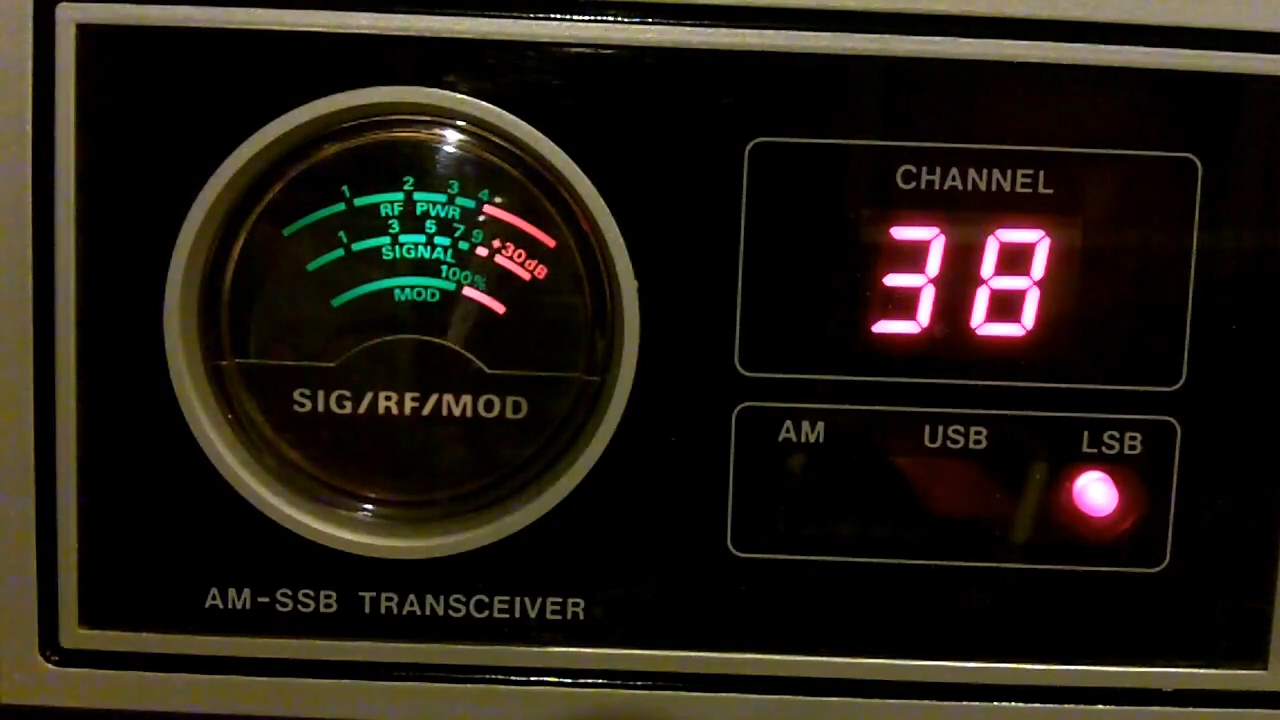 1 2 3 4
RF PWR
1 3 5 7 9 +30dB
SIGNAL
100%
MOD
SIG/RF/MOD
AM-SSB TRANSCEIVER
CHANNEL
38
AM USB LSB